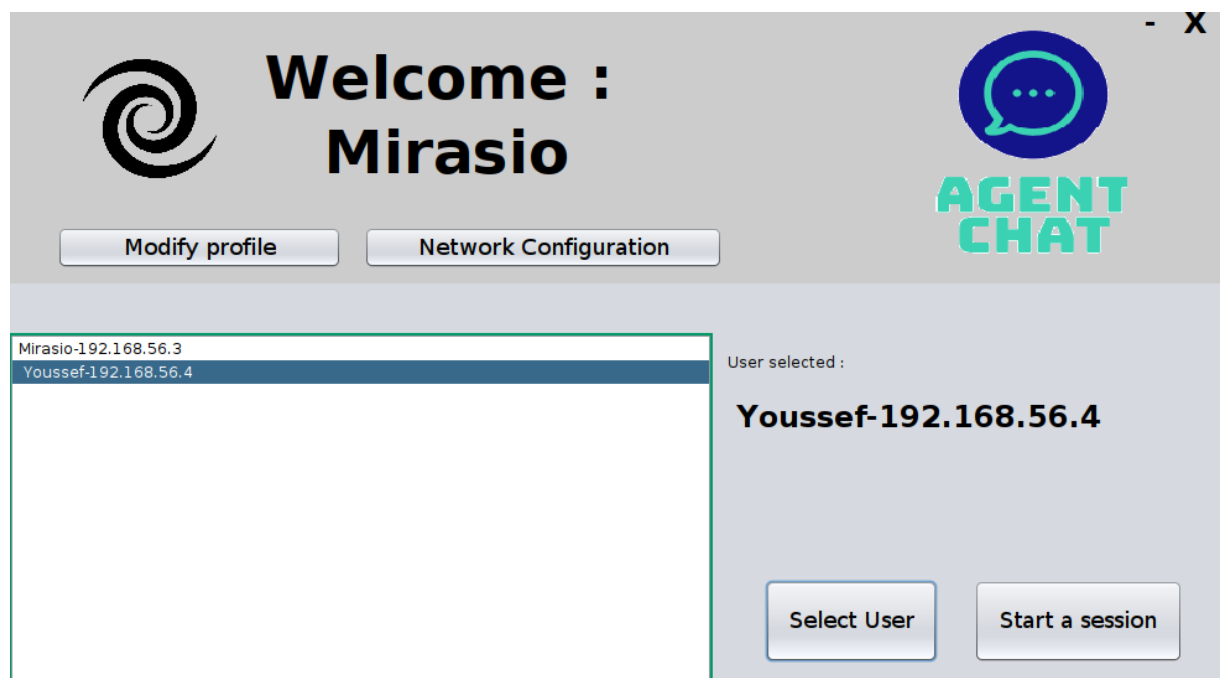 - X
Welcome :
Mirasio
AGENT
CHAT
Modify profile
Network Configuration
Mirasio-192.168.56.3
Youssef-192.168.56.4
User selected :
Youssef-192.168.56.4
Select User
Start a session